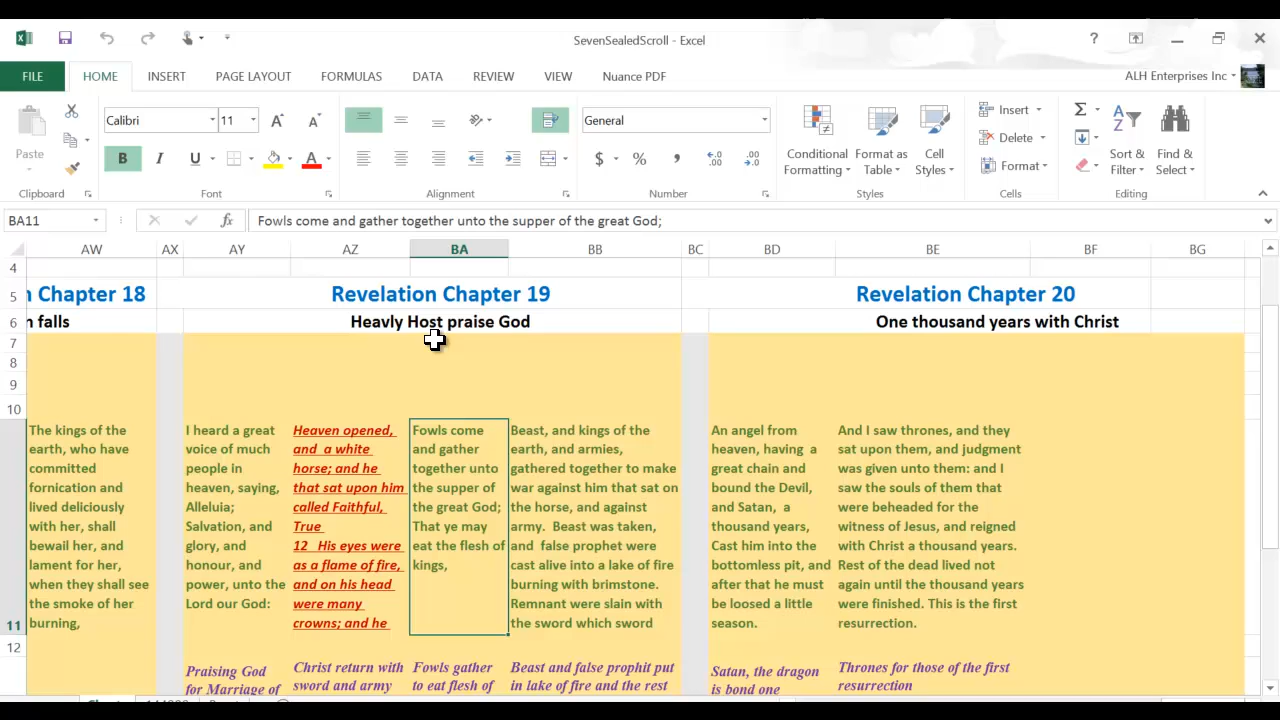 SevenSealedScroll - Excel
FILE HOME INSERT PAGE LAYOUT FORMULAS DATA REVIEW VIEW Nuance PDF ALH Enterprises Inc
Calibri 11 General
Paste
B I U A A A $ %
Insert
Delete
Format
Conditional Formatting
Format as Table
Cell Styles
Sort & Filter
Find & Select
Clipboard Font Alignment Number Styles Cells Editing
BA11 fx Fowls come and gather together unto the supper of the great God;
AW AX AY AZ BA BB BC BD BE BF BG
4
5
6
7
8
9
10
11
12
Chapter 18
falls
The kings of the
earth, who have
committed
fornication and
lived deliciously
with her, shall
bewail her, and
lament for her,
when they shall see
the smoke of her
burning,
Revelation Chapter 19
Heavly Host praise God
I heard a great
voice of much
people in
heaven, saying,
Alleluia;
Salvation, and
glory, and
honour, and
power, unto the
Lord our God:
Praising God
for Marriage of
Heaven opened,
and a white
horse; and he
that sat upon him
called Faithful,
True
12 His eyes were
as a flame of fire,
and on his head
were many
crowns; and he
Christ return with
sword and army
Fowls come
and gather
together unto
the supper of
the great God;
That ye may
eat the flesh of
kings,
Fowls gather
to eat flesh of
Beast, and kings of the
earth, and armies,
gathered together to make
war against him that sat on
the horse, and against
army. Beast was taken,
and false prophet were
cast alive into a lake of fire
burning with brimstone.
Remnant were slain with
the sword which sword
Beast and false prophit put
in lake of fire and the rest
Revelation Chapter 20
One thousand years with Christ
An angel from
heaven, having a
great chain and
bound the Devil,
and Satan, a
thousand years,
Cast him into the
bottomless pit, and
after that he must
be loosed a little
season.
Satan, the dragon
is bond one
And I saw thrones, and they
sat upon them, and judgment
was given unto them: and I
saw the souls of them that
were beheaded for the
witness of Jesus, and reigned
with Christ a thousand years.
Rest of the dead lived not
again until the thousand years
were finished. This is the first
resurrection.
Thrones for those of the first
resurrection